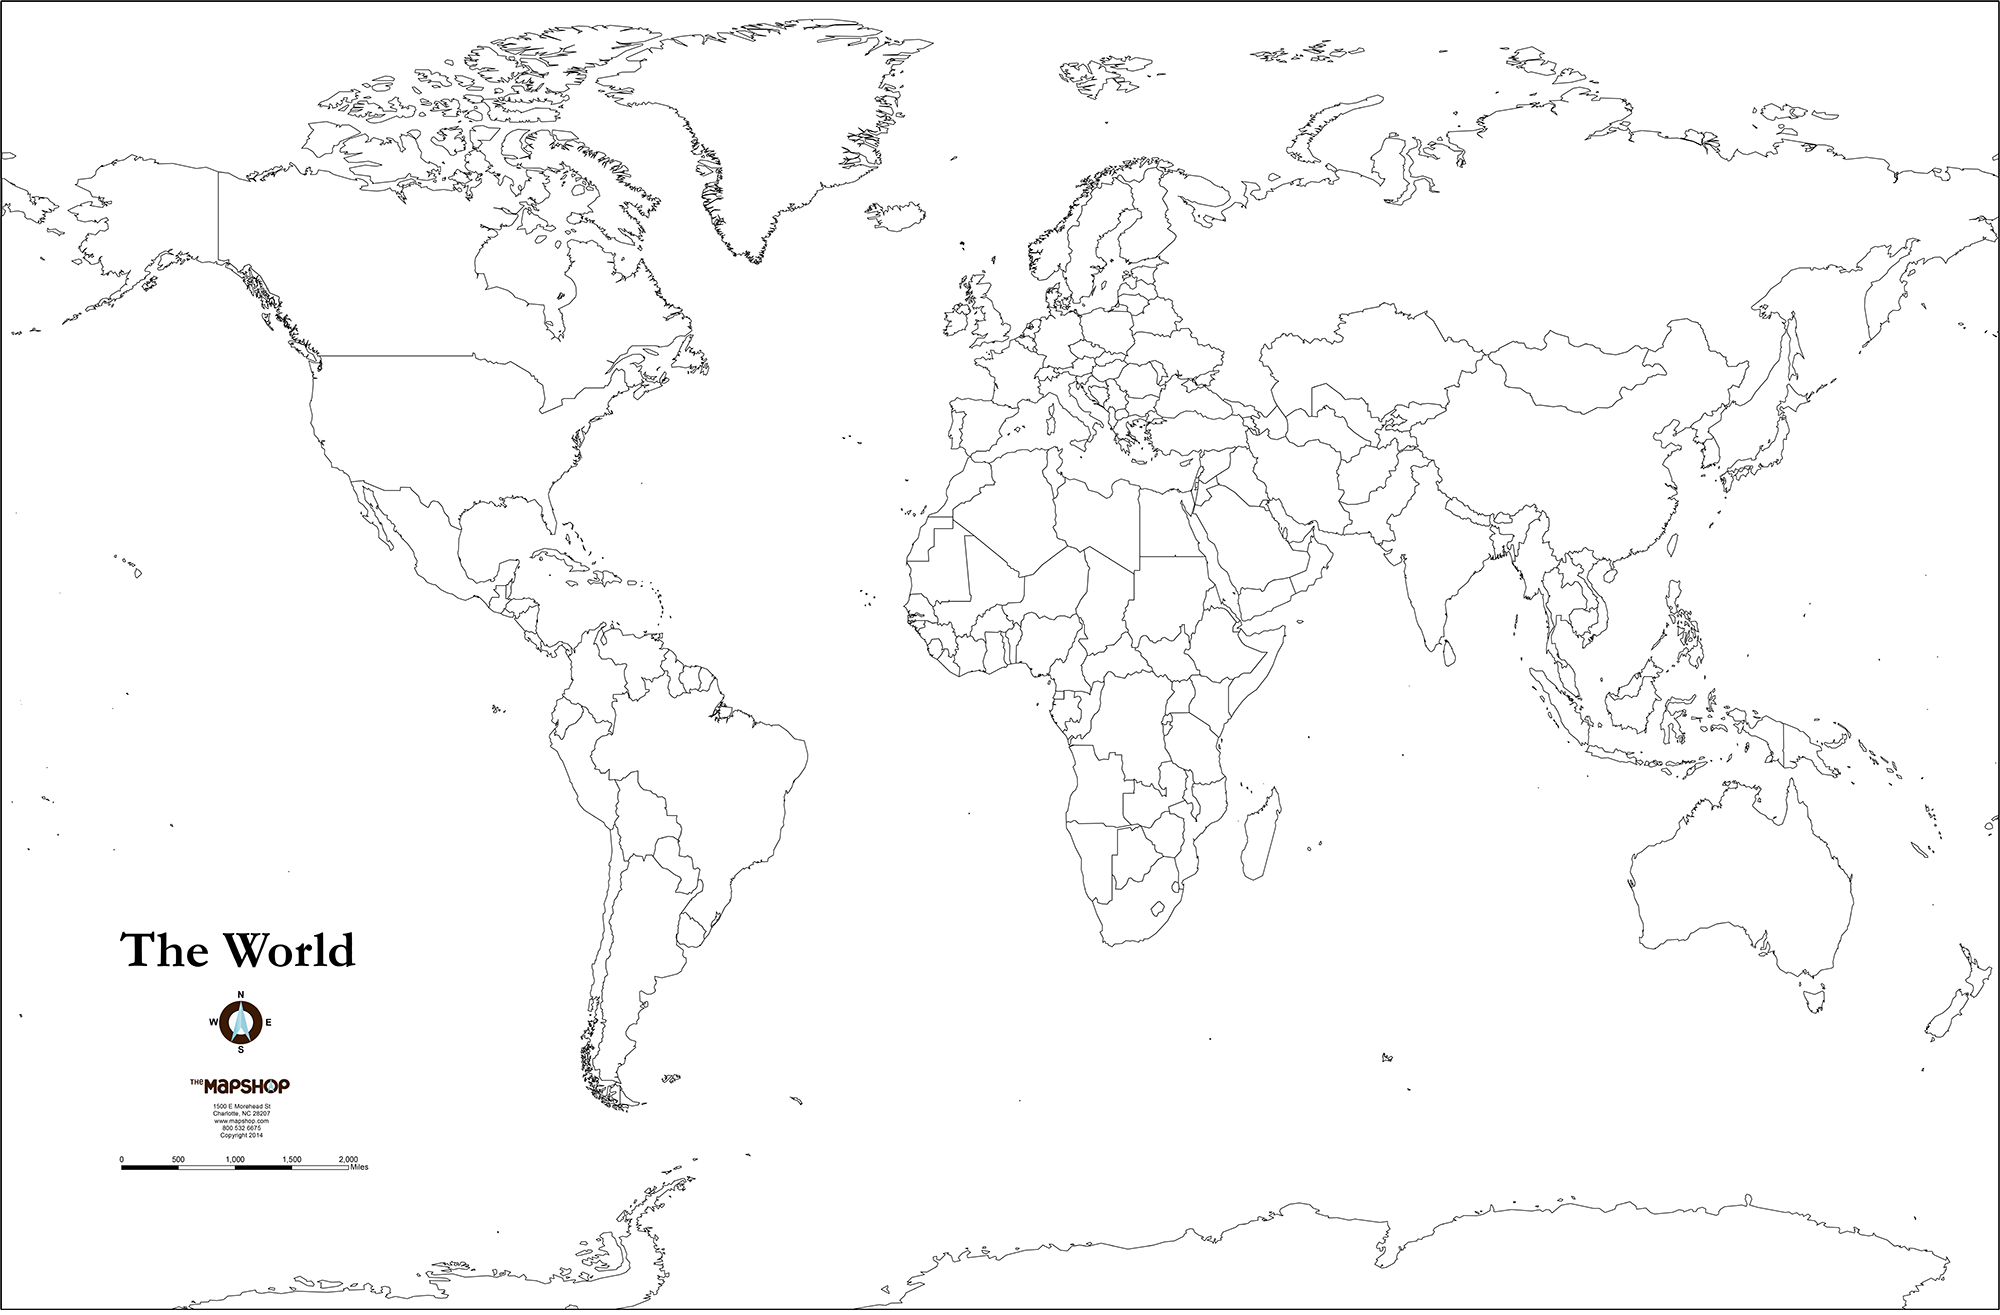 The World
N
W E
S
THE MAPSHOP
1500 E Morehead St
Charlotte, NC 28207
www.mapshop.com
800 532 6675
Copyright 2014
0 500 1,000 1,500 2,000
Miles